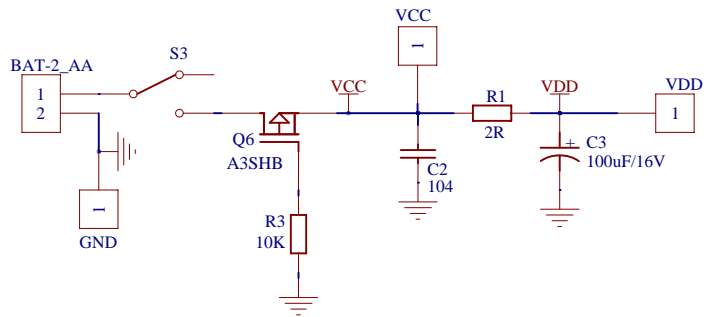 VCC
1
S3
BAT-2_AA
1
2
VCC
R1
2R
VDD
VDD
1
Q6
A3SHB
C2
104
+
C3
100uF/16V
1
GND
R3
10K